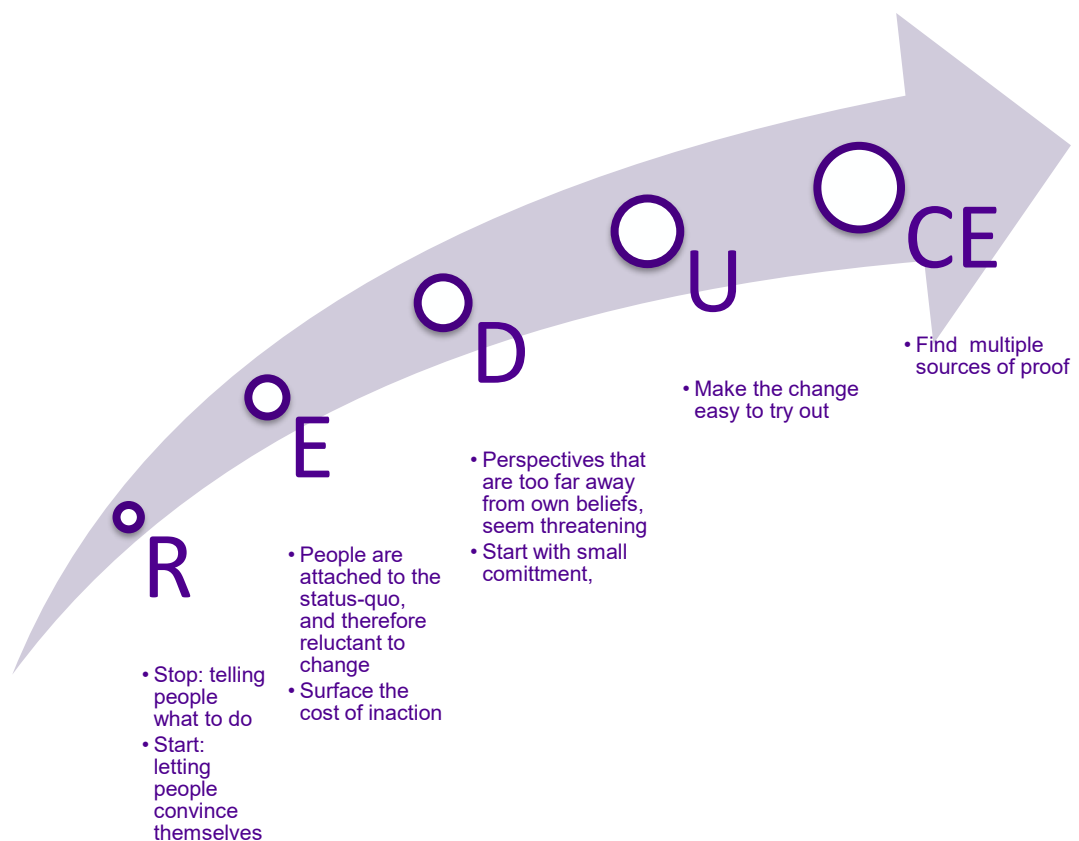 R
• Stop: telling
people
what to do
• Start:
letting
people
convince
themselves
E
• People are
attached to the
status-quo,
and therefore
reluctant to
change
• Surface the
cost of inaction
D
• Perspectives that
are too far away
from own beliefs,
seem threatening
• Start with small
comittment,
U
• Make the change
easy to try out
CE
• Find  multiple
sources of proof